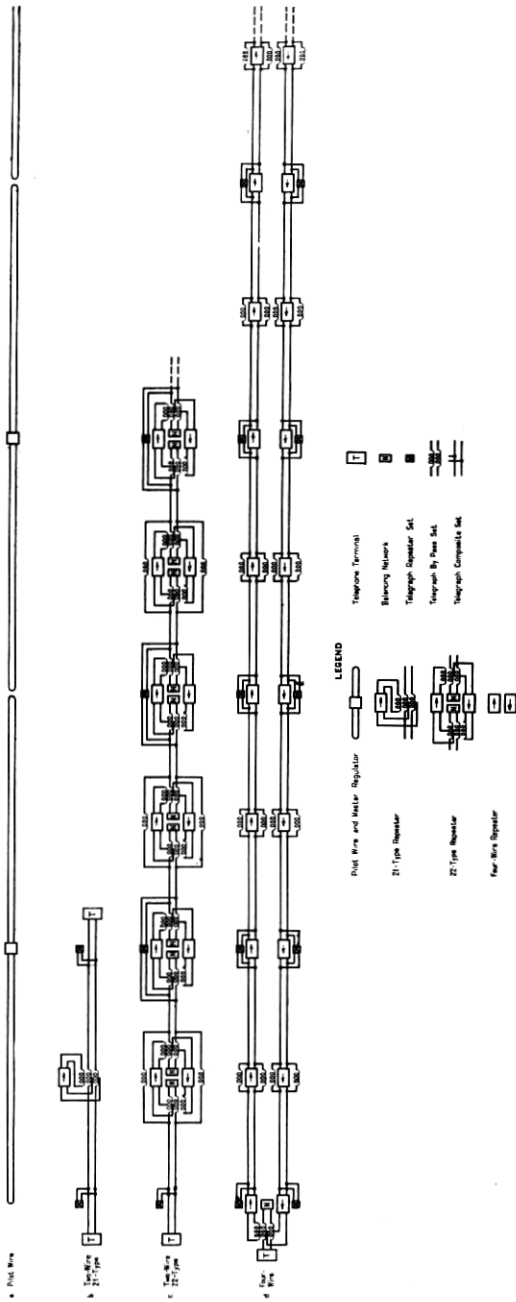 a Pilot Wire
b Two-Wire
21-Type
c Two-Wire
22-Type
d Four-
Wire
T
T
T
T
LEGEND
Pilot Wire and Master Regulator
21-Type Repeater
22-Type Repeater
Four-Wire Repeater
Telephone Terminal
T
Balancing Network
N
Telegraph Repeater Set
Telegraph By Pass Set
Telegraph Composite Set